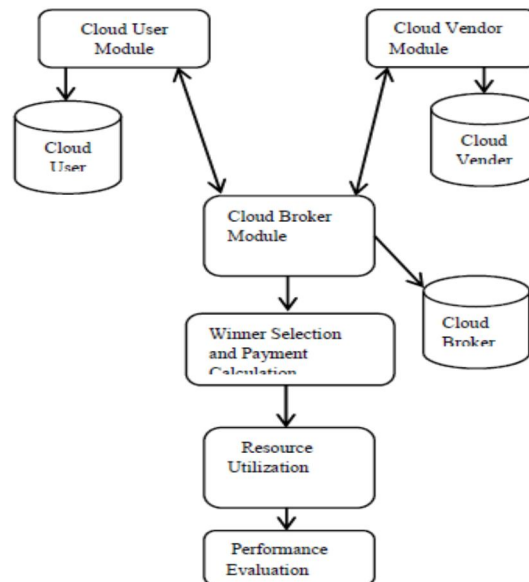 Cloud User
Module
Cloud Vendor
Module
Cloud
User
Cloud
Vender
Cloud Broker
Module
Cloud
Broker
Winner Selection
and Payment
Calculation
Resource
Utilization
Performance
Evaluation